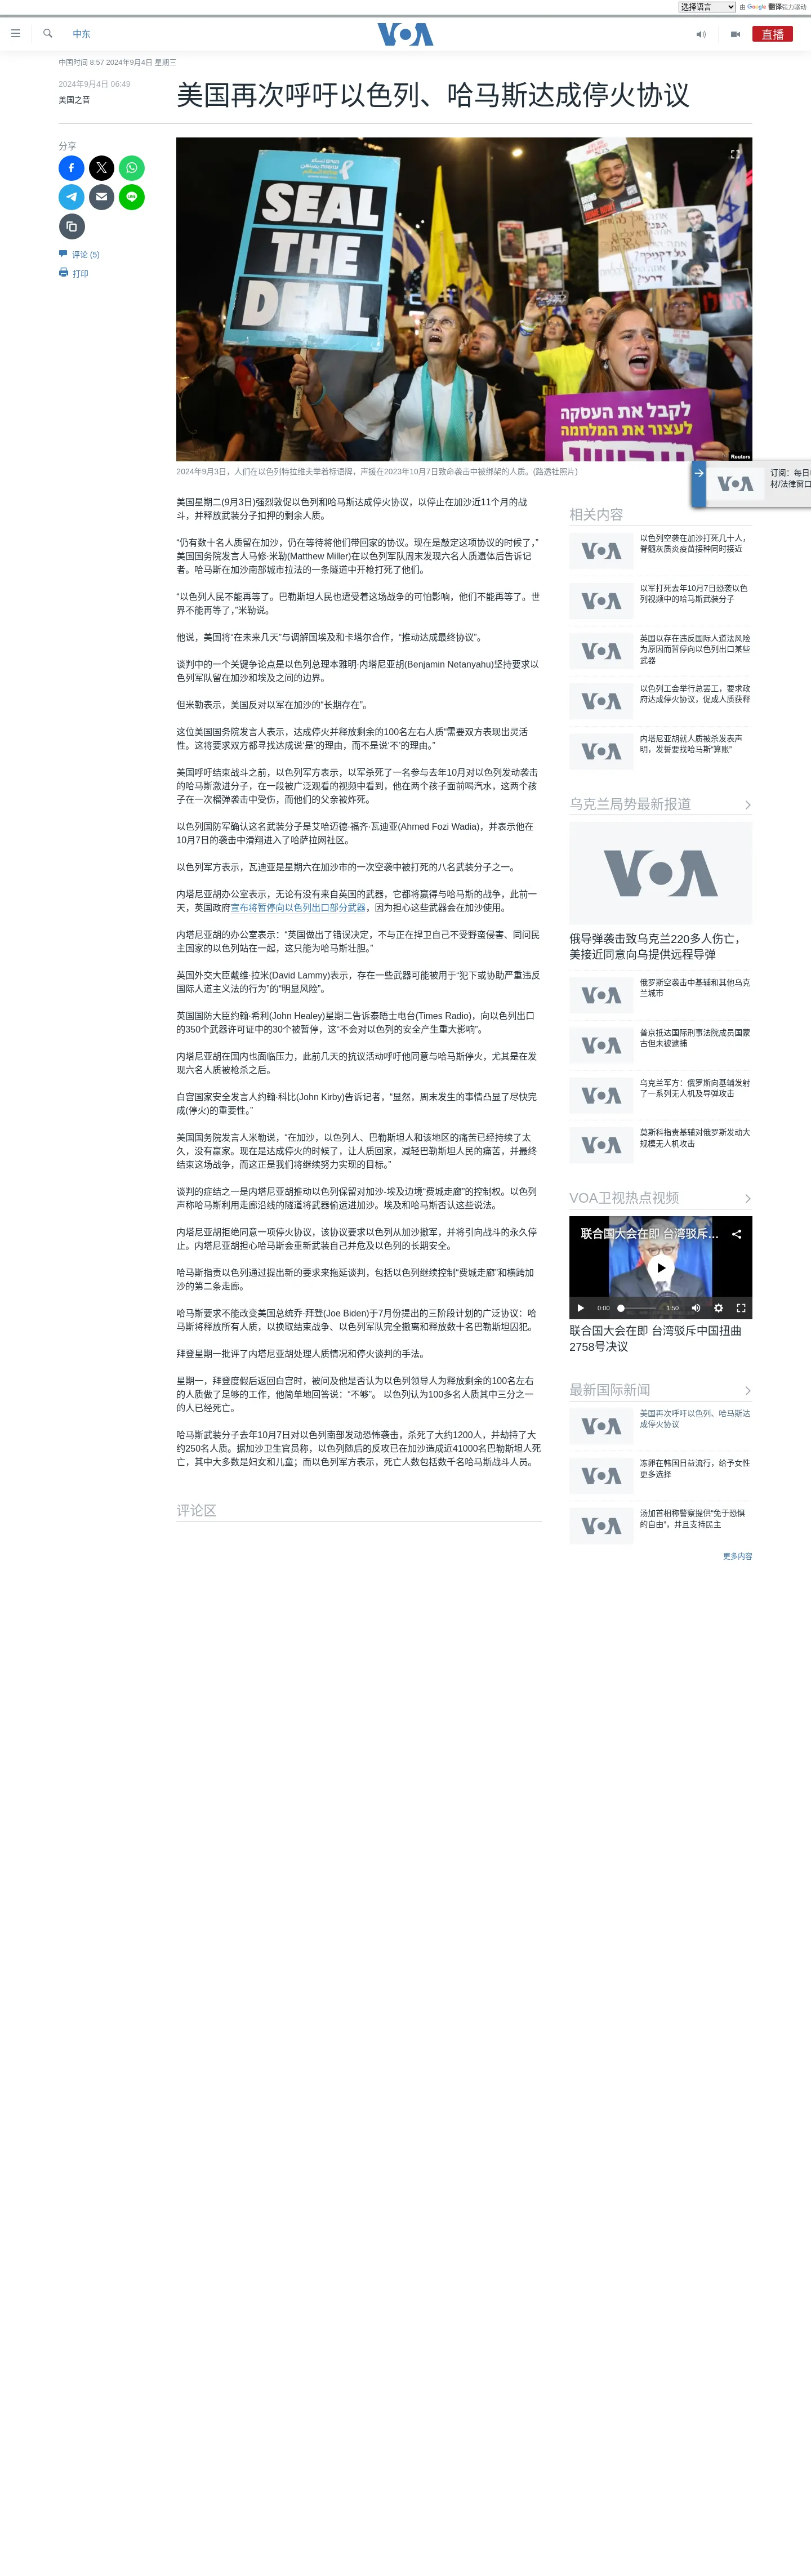 选择语言 由 Google 翻译强力驱动
中东
VOA
直播
中国时间 8:57 2024年9月4日 星期三
2024年9月4日 06:49
美国之音
美国再次呼吁以色列、哈马斯达成停火协议
分享
评论 (5)
打印
SEAL
THE
DEAL
לקבל את העסקה
לעצור את המלחמה
Reuters
2024年9月3日，人们在以色列特拉维夫举着标语牌，声援在2023年10月7日致命袭击中被绑架的人质。(路透社照片)
订阅：每日
材/法律窗口
美国星期二(9月3日)强烈敦促以色列和哈马斯达成停火协议，以停止在加沙近11个月的战
斗，并释放武装分子扣押的剩余人质。
“仍有数十名人质留在加沙，仍在等待将他们带回家的协议。现在是敲定这项协议的时候了，”
美国国务院发言人马修·米勒(Matthew Miller)在以色列军队周末发现六名人质遗体后告诉记
者。哈马斯在加沙南部城市拉法的一条隧道中开枪打死了他们。
“以色列人民不能再等了。巴勒斯坦人民也遭受着这场战争的可怕影响，他们不能再等了。世
界不能再等了，”米勒说。
他说，美国将“在未来几天”与调解国埃及和卡塔尔合作，“推动达成最终协议”。
谈判中的一个关键争论点是以色列总理本雅明·内塔尼亚胡(Benjamin Netanyahu)坚持要求以
色列军队留在加沙和埃及之间的边界。
但米勒表示，美国反对以军在加沙的“长期存在”。
这位美国国务院发言人表示，达成停火并释放剩余的100名左右人质“需要双方表现出灵活
性。这将要求双方都寻找达成说‘是’的理由，而不是说‘不’的理由。”
美国呼吁结束战斗之前，以色列军方表示，以军杀死了一名参与去年10月对以色列发动袭击
的哈马斯激进分子，在一段被广泛观看的视频中看到，他在两个孩子面前喝汽水，这两个孩
子在一次榴弹袭击中受伤，而他们的父亲被炸死。
以色列国防军确认这名武装分子是艾哈迈德·福齐·瓦迪亚(Ahmed Fozi Wadia)，并表示他在
10月7日的袭击中滑翔进入了哈萨拉网社区。
以色列军方表示，瓦迪亚是星期六在加沙市的一次空袭中被打死的八名武装分子之一。
内塔尼亚胡办公室表示，无论有没有来自英国的武器，它都将赢得与哈马斯的战争，此前一
天，英国政府宣布将暂停向以色列出口部分武器，因为担心这些武器会在加沙使用。
内塔尼亚胡的办公室表示：“英国做出了错误决定，不与正在捍卫自己不受野蛮侵害、同问民
主国家的以色列站在一起，这只能为哈马斯壮胆。”
英国外交大臣戴维·拉米(David Lammy)表示，存在一些武器可能被用于“犯下或协助严重违反
国际人道主义法的行为”的“明显风险”。
英国国防大臣约翰·希利(John Healey)星期二告诉泰晤士电台(Times Radio)，向以色列出口
的350个武器许可证中的30个被暂停，这“不会对以色列的安全产生重大影响”。
内塔尼亚胡在国内也面临压力，此前几天的抗议活动呼吁他同意与哈马斯停火，尤其是在发
现六名人质被枪杀之后。
白宫国家安全发言人约翰·科比(John Kirby)告诉记者，“显然，周末发生的事情凸显了尽快完
成(停火)的重要性。”
美国国务院发言人米勒说，“在加沙，以色列人、巴勒斯坦人和该地区的痛苦已经持续了太
久，没有赢家。现在是达成停火的时候了，让人质回家，减轻巴勒斯坦人民的痛苦，并最终
结束这场战争，而这正是我们将继续努力实现的目标。”
谈判的症结之一是内塔尼亚胡推动以色列保留对加沙-埃及边境“费城走廊”的控制权。以色列
声称哈马斯利用走廊沿线的隧道将武器偷运进加沙。埃及和哈马斯否认这些说法。
内塔尼亚胡拒绝同意一项停火协议，该协议要求以色列从加沙撤军，并将引向战斗的永久停
止。内塔尼亚胡担心哈马斯会重新武装自己并危及以色列的长期安全。
哈马斯指责以色列通过提出新的要求来拖延谈判，包括以色列继续控制“费城走廊”和横跨加
沙的第二条走廊。
哈马斯要求不能改变美国总统乔·拜登(Joe Biden)于7月份提出的三阶段计划的广泛协议：哈
马斯将释放所有人质，以换取结束战争、以色列军队完全撤离和释放数十名巴勒斯坦囚犯。
拜登星期一批评了内塔尼亚胡处理人质情况和停火谈判的手法。
星期一，拜登度假后返回白宫时，被问及他是否认为以色列领导人为释放剩余的100名左右
的人质做了足够的工作，他简单地回答说：“不够”。 以色列认为100多名人质其中三分之一
的人已经死亡。
哈马斯武装分子去年10月7日对以色列南部发动恐怖袭击，杀死了大约1200人，并劫持了大
约250名人质。据加沙卫生官员称，以色列随后的反攻已在加沙造成近41000名巴勒斯坦人死
亡，其中大多数是妇女和儿童；而以色列军方表示，死亡人数包括数千名哈马斯战斗人员。
评论区
相关内容
以色列空袭在加沙打死几十人，
脊髓灰质炎疫苗接种同时接近
以军打死去年10月7日恐袭以色
列视频中的哈马斯武装分子
英国以存在违反国际人道法风险
为原因而暂停向以色列出口某些
武器
以色列工会举行总罢工，要求政
府达成停火协议，促成人质获释
内塔尼亚胡就人质被杀发表声
明，发誓要找哈马斯“算账”
乌克兰局势最新报道
俄导弹袭击致乌克兰220多人伤亡，
美接近同意向乌提供远程导弹
俄罗斯空袭击中基辅和其他乌克
兰城市
普京抵达国际刑事法院成员国蒙
古但未被逮捕
乌克兰军方：俄罗斯向基辅发射
了一系列无人机及导弹攻击
莫斯科指责基辅对俄罗斯发动大
规模无人机攻击
VOA卫视热点视频
联合国大会在即 台湾驳斥...
0:00 1:50
联合国大会在即 台湾驳斥中国扭曲
2758号决议
最新国际新闻
美国再次呼吁以色列、哈马斯达
成停火协议
冻卵在韩国日益流行，给予女性
更多选择
汤加首相称警察提供“免于恐惧
的自由”，并且支持民主
更多内容